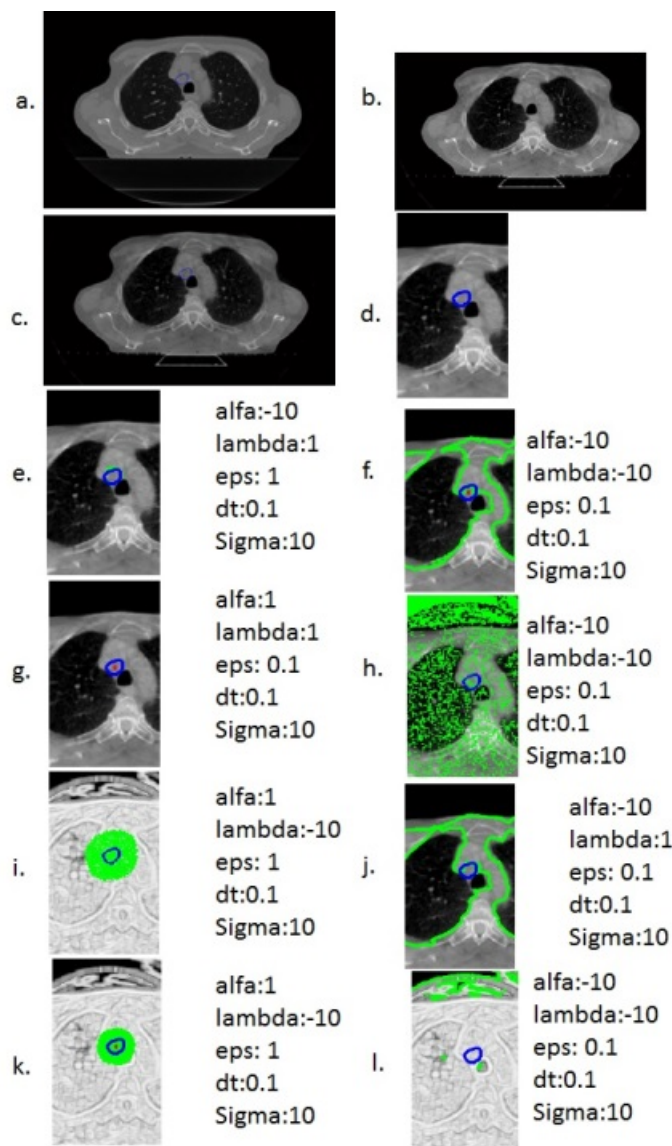 a.
b.
c.
d.
e.
alfa:-10
lambda:1
eps: 1
dt:0.1
Sigma:10
f.
alfa:-10
lambda:-10
eps: 0.1
dt:0.1
Sigma:10
g.
alfa:1
lambda:1
eps: 0.1
dt:0.1
Sigma:10
h.
alfa:-10
lambda:-10
eps: 0.1
dt:0.1
Sigma:10
i.
alfa:1
lambda:-10
eps: 1
dt:0.1
Sigma:10
j.
alfa:-10
lambda:1
eps: 0.1
dt:0.1
Sigma:10
k.
alfa:1
lambda:-10
eps: 1
dt:0.1
Sigma:10
l.
alfa:-10
lambda:-10
eps: 0.1
dt:0.1
Sigma:10